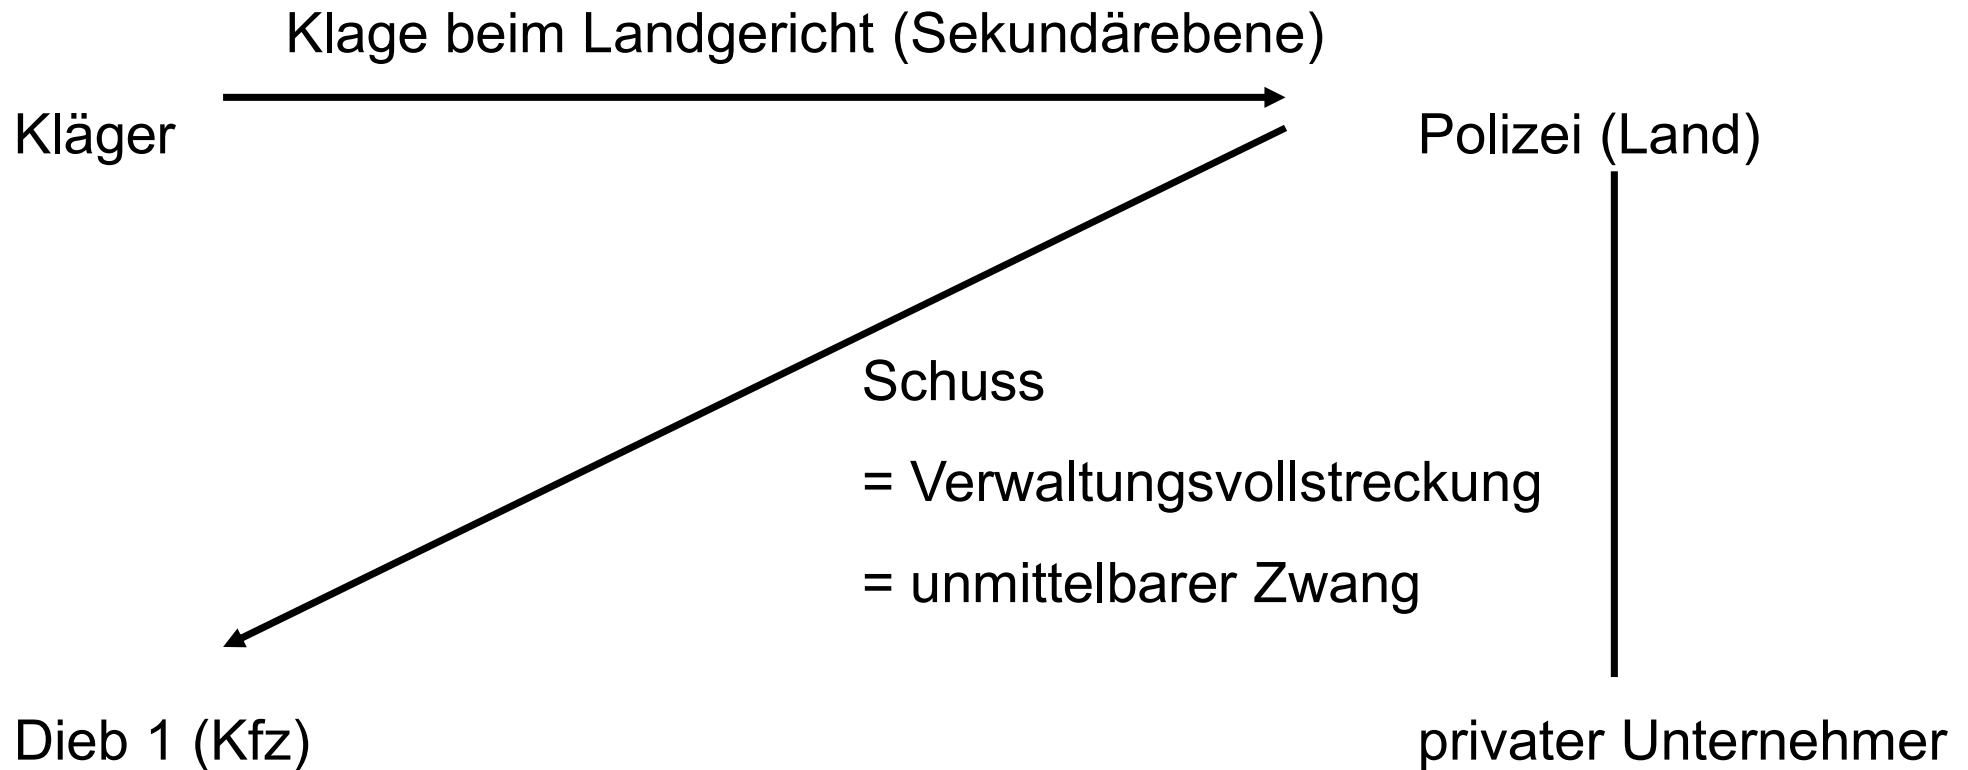 Klage beim Landgericht (Sekundärebene)
Kläger
Polizei (Land)
Schuss
= Verwaltungsvollstreckung
= unmittelbarer Zwang
Dieb 1 (Kfz)
privater Unternehmer